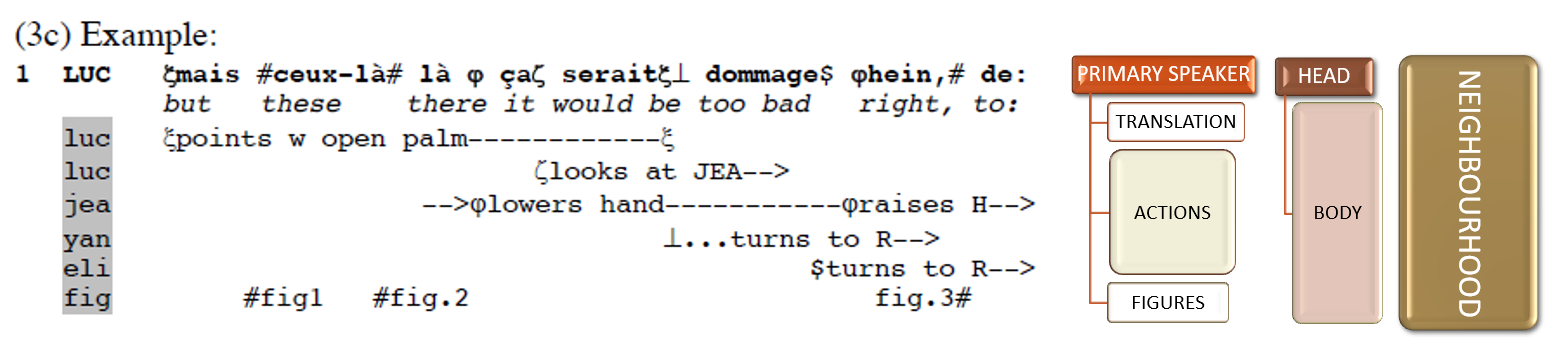 (3c) Example:
1 LUC ξmais #ceux-là# là φ çaζ seraitξ⊥ dommage$ φhein,# de:
but these there it would be too bad right, to:
luc ξpoints w open palm------------ξ
luc ζlooks at JEA-->
jea -->φlowers hand-----------φraises H-->
yan ⊥...turns to R-->
eli $turns to R-->
fig #fig1 #fig.2 fig.3#
PRIMARY SPEAKER
TRANSLATION
ACTIONS
FIGURES
HEAD
BODY
NEIGHBOURHOOD